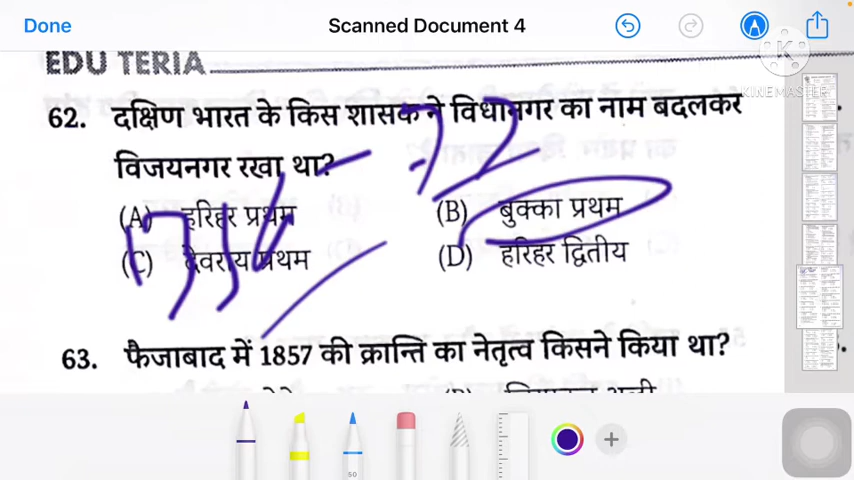 Done
Scanned Document 4
KINEMASTER
EDU TERIA
62. दक्षिण भारत के किस शासक ने विधानगर का नाम बदलकर
विजयनगर रखा था?
(A) हरिहर प्रथम (B) बुक्का प्रथम
(C) देवराय प्रथम (D) हरिहर द्वितीय
63. फैजाबाद में 1857 की क्रान्ति का नेतृत्व किसने किया था?
50